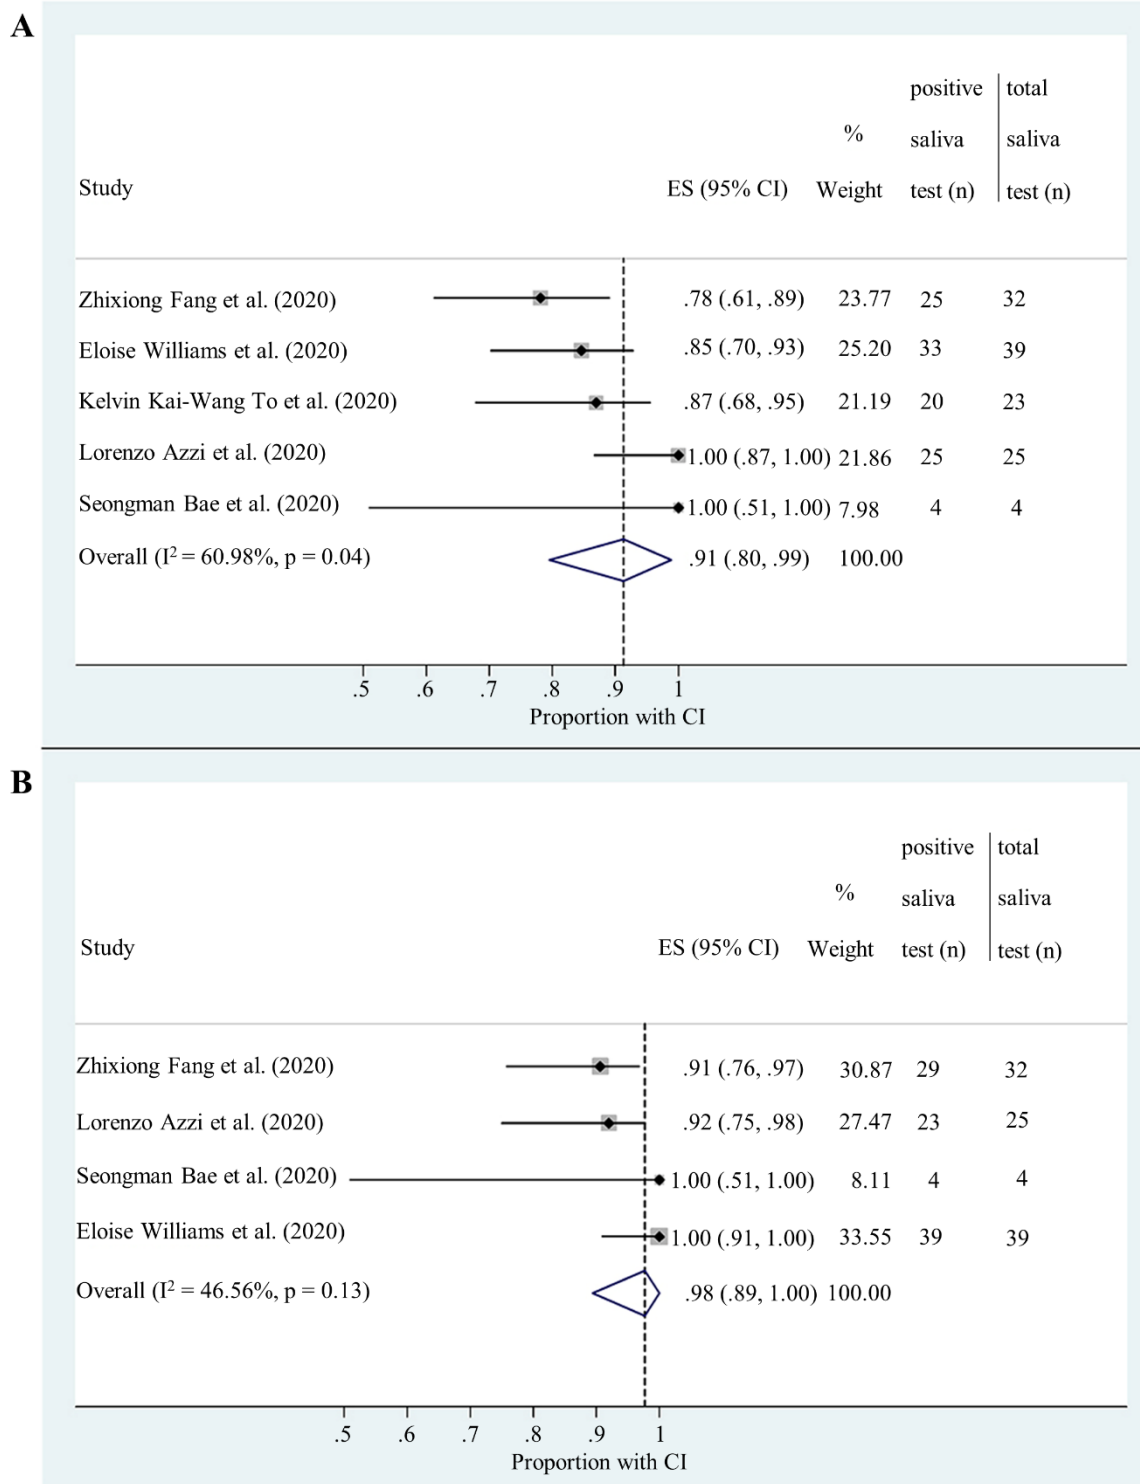 A
positive total
% saliva saliva
Study ES (95% CI) Weight test (n) test (n)
Zhixiong Fang et al. (2020) .78 (.61, .89) 23.77 25 32
Eloise Williams et al. (2020) .85 (.70, .93) 25.20 33 39
Kelvin Kai-Wang To et al. (2020) .87 (.68, .95) 21.19 20 23
Lorenzo Azzi et al. (2020) 1.00 (.87, 1.00) 21.86 25 25
Seongman Bae et al. (2020) 1.00 (.51, 1.00) 7.98 4 4
Overall (I² = 60.98%, p = 0.04) .91 (.80, .99) 100.00
.5 .6 .7 .8 .9 1
Proportion with CI
B
positive total
% saliva saliva
Study ES (95% CI) Weight test (n) test (n)
Zhixiong Fang et al. (2020) .91 (.76, .97) 30.87 29 32
Lorenzo Azzi et al. (2020) .92 (.75, .98) 27.47 23 25
Seongman Bae et al. (2020) 1.00 (.51, 1.00) 8.11 4 4
Eloise Williams et al. (2020) 1.00 (.91, 1.00) 33.55 39 39
Overall (I² = 46.56%, p = 0.13) .98 (.89, 1.00) 100.00
.5 .6 .7 .8 .9 1
Proportion with CI